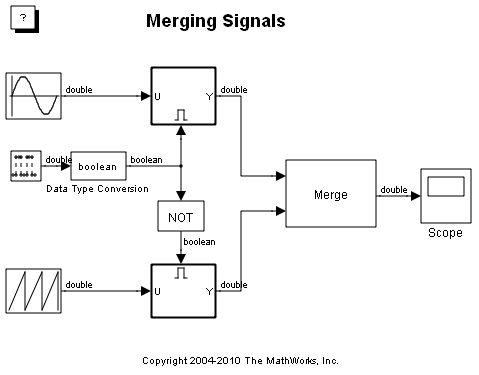 ?
Merging Signals
double
U
Y
double
double
boolean
boolean
Data Type Conversion
NOT
boolean
Merge
double
Scope
double
U
Y
double
Copyright 2004-2010 The MathWorks, Inc.